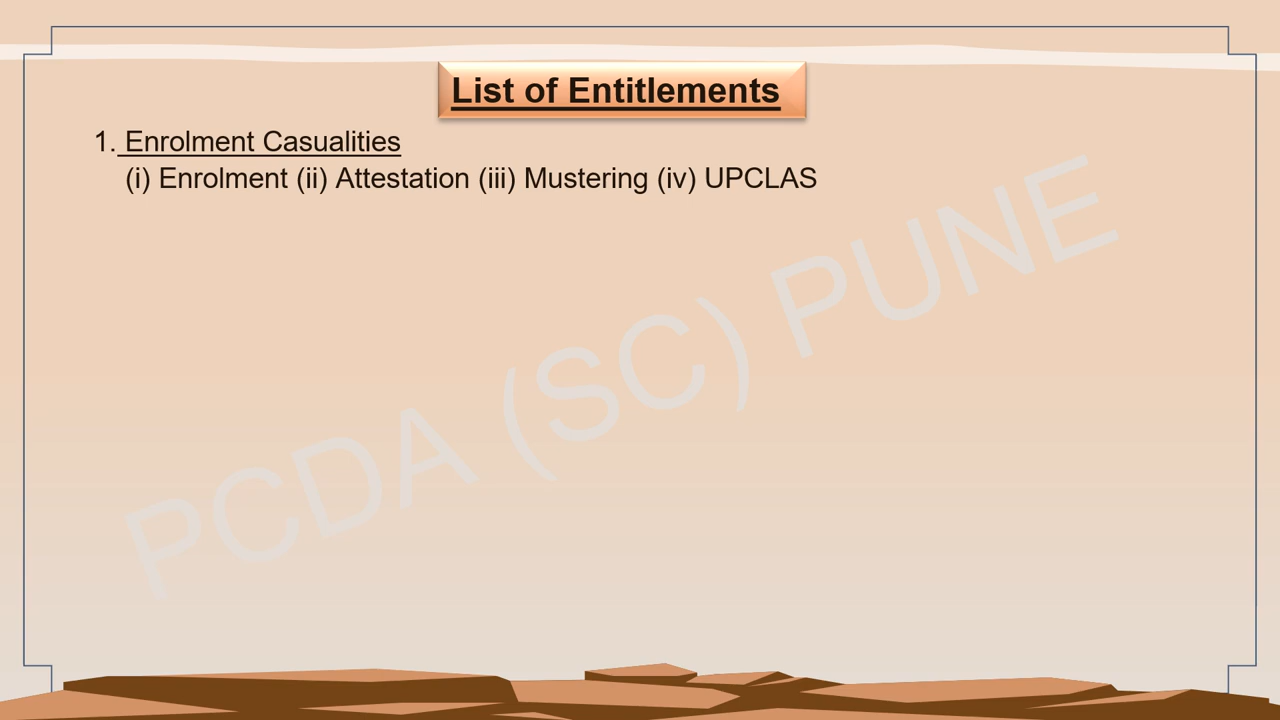 List of Entitlements
1. Enrolment Casualities
(i) Enrolment (ii) Attestation (iii) Mustering (iv) UPCLAS
PCDA (SC) PUNE